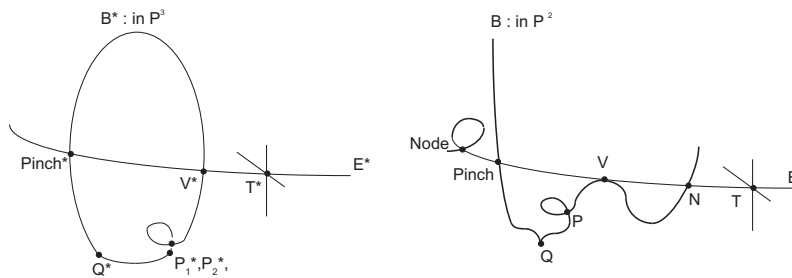 B* : in P³
Pinch*
V*
T*
E*
Q*
P₁*,P₂*,
B : in P²
Node
Pinch
V
P
Q
N
T
E